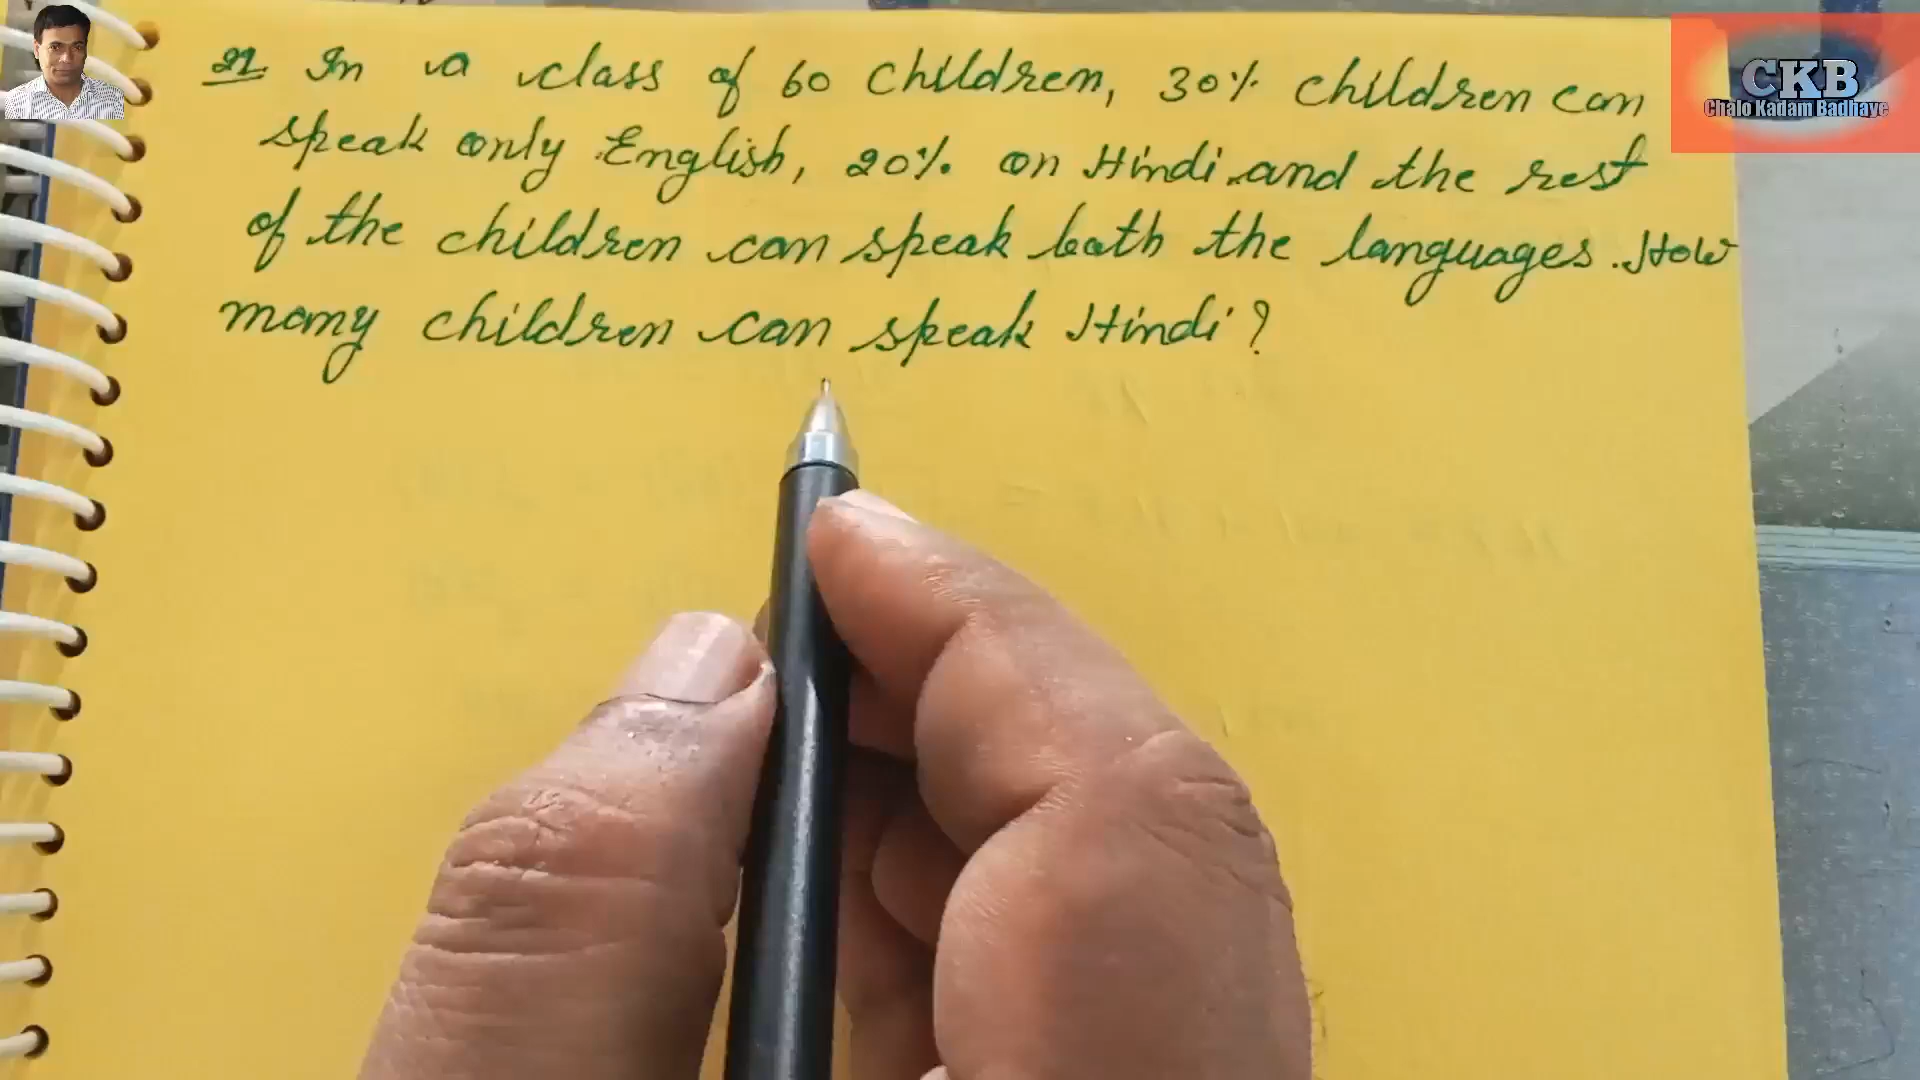 21 In a class of 60 children, 30% children can
speak only English, 20% on Hindi and the rest
of the children can speak both the languages. How
many children can speak Hindi?
CKB
Chalo Kadam Badhaye